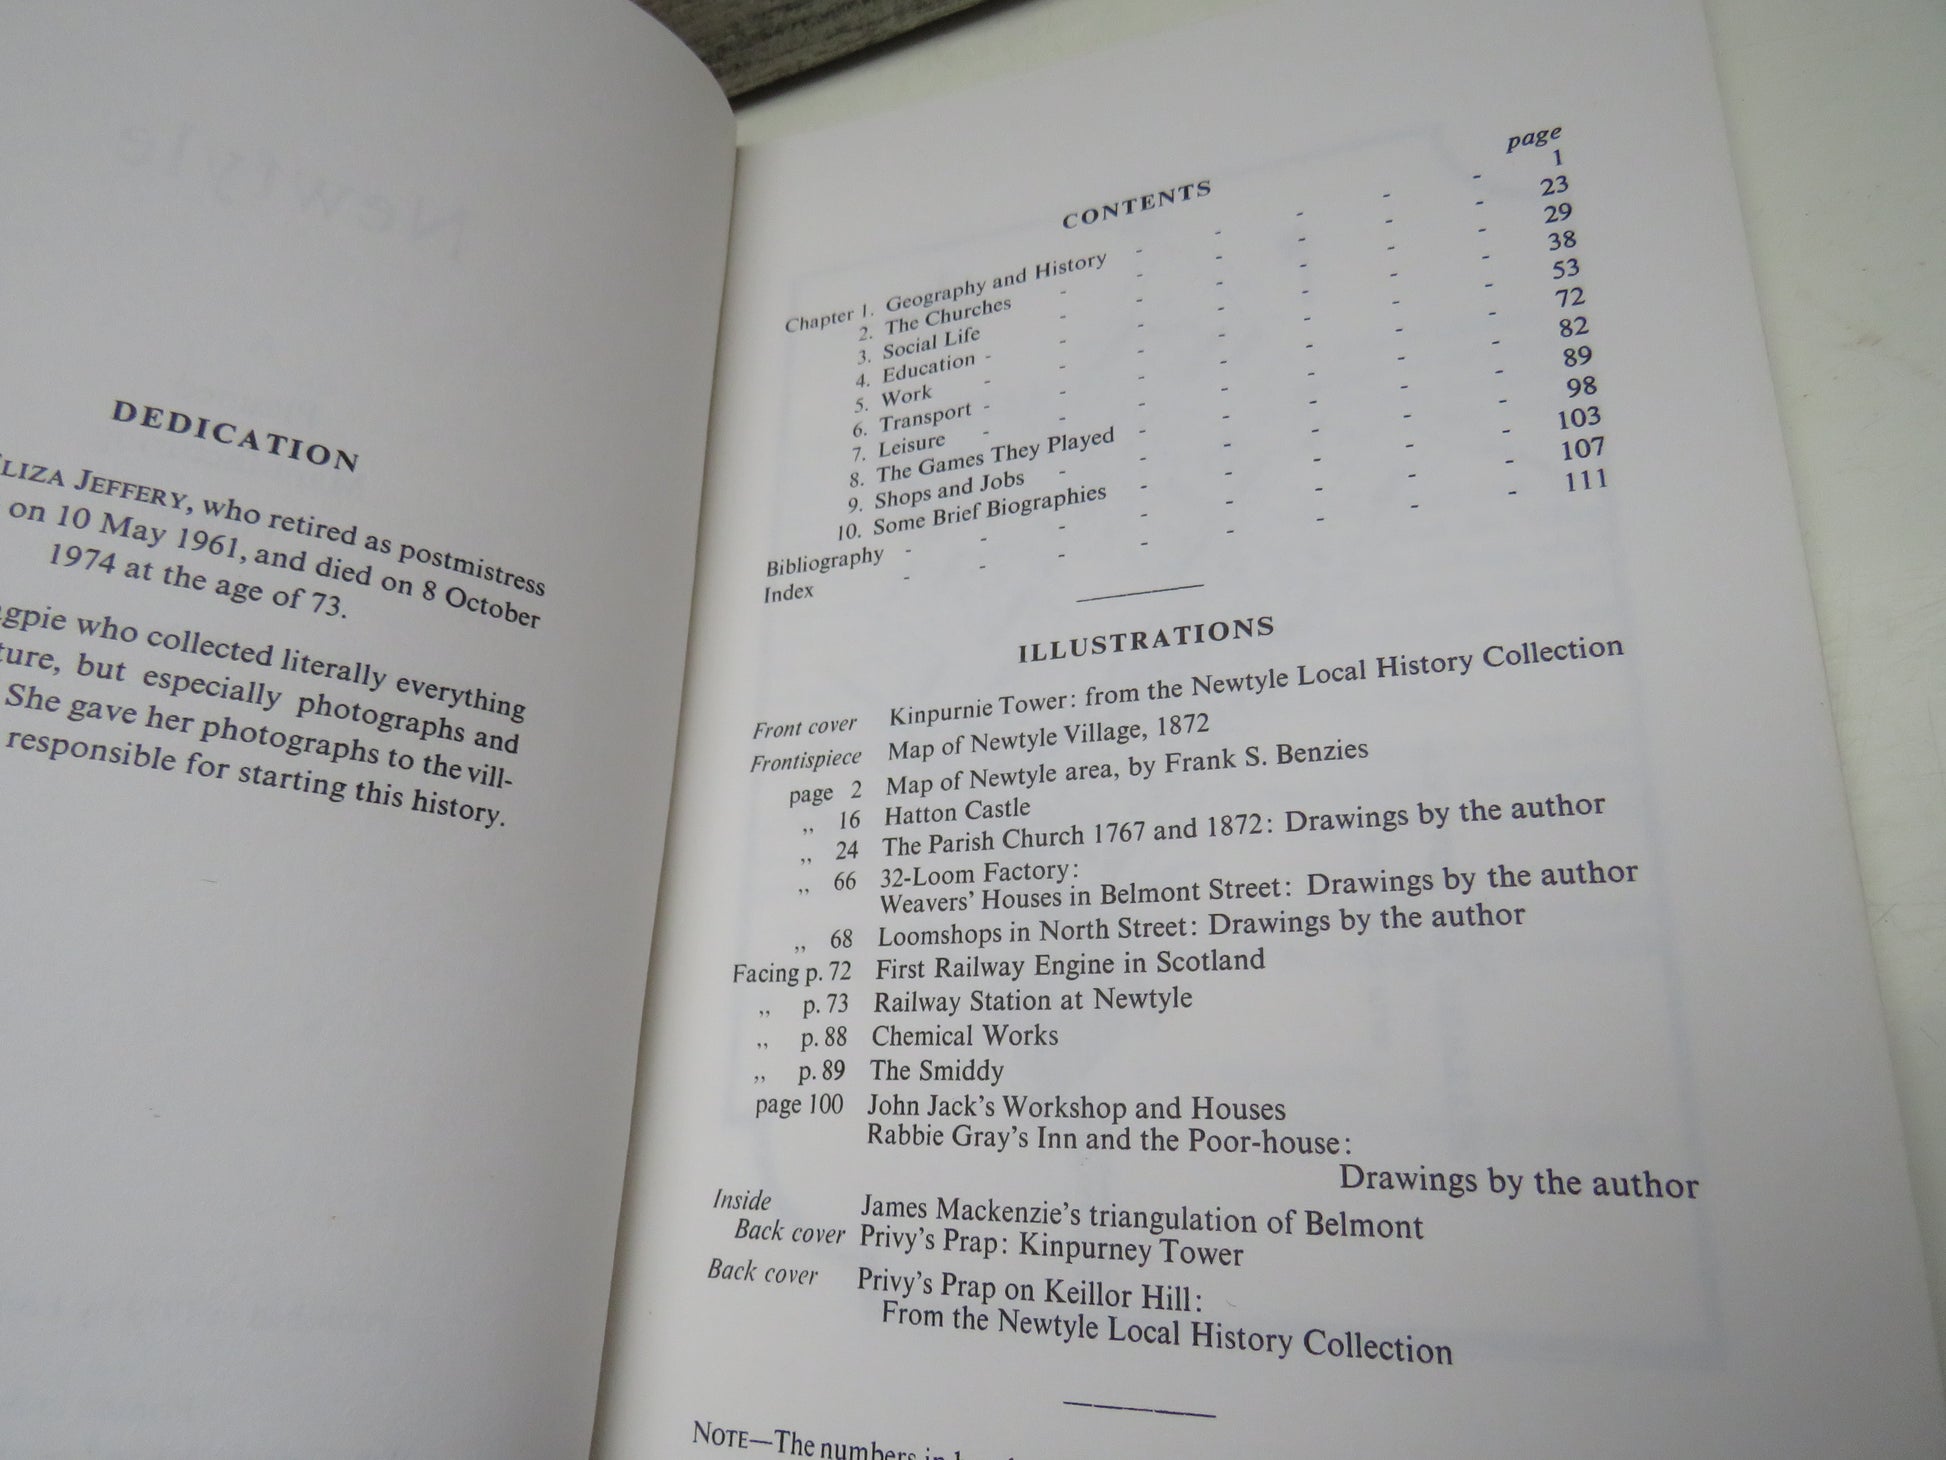 Newtyle
DEDICATION
ELIZA JEFFERY, who retired as postmistress
on 10 May 1961, and died on 8 October
1974 at the age of 73.
who collected literally everything
but especially photographs and
She gave her photographs to the vill-
responsible for starting this history.
CONTENTS
page
Chapter 1. Geography and History - - - - - 1
2. The Churches - - - - - - 23
3. Social Life - - - - - - 29
4. Education - - - - - - - 38
5. Work - - - - - - - 53
6. Transport - - - - - - - 72
7. Leisure - - - - - - - 82
8. The Games They Played - - - - - 89
9. Shops and Jobs - - - - - - 98
10. Some Brief Biographies - - - - - 103
Bibliography - - - - - - - - 107
Index - - - - - - - - 111
ILLUSTRATIONS
Front cover Kinpurnie Tower: from the Newtyle Local History Collection
Frontispiece Map of Newtyle Village, 1872
page 2 Map of Newtyle area, by Frank S. Benzies
,, 16 Hatton Castle
,, 24 The Parish Church 1767 and 1872: Drawings by the author
,, 66 32-Loom Factory:
Weavers' Houses in Belmont Street: Drawings by the author
,, 68 Loomshops in North Street: Drawings by the author
Facing p. 72 First Railway Engine in Scotland
,, p. 73 Railway Station at Newtyle
,, p. 88 Chemical Works
,, p. 89 The Smiddy
page 100 John Jack's Workshop and Houses
Rabbie Gray's Inn and the Poor-house:
Drawings by the author
Inside James Mackenzie's triangulation of Belmont
Back cover Privy's Prap: Kinpurney Tower
Back cover Privy's Prap on Keillor Hill:
From the Newtyle Local History Collection
NOTE—The numbers in